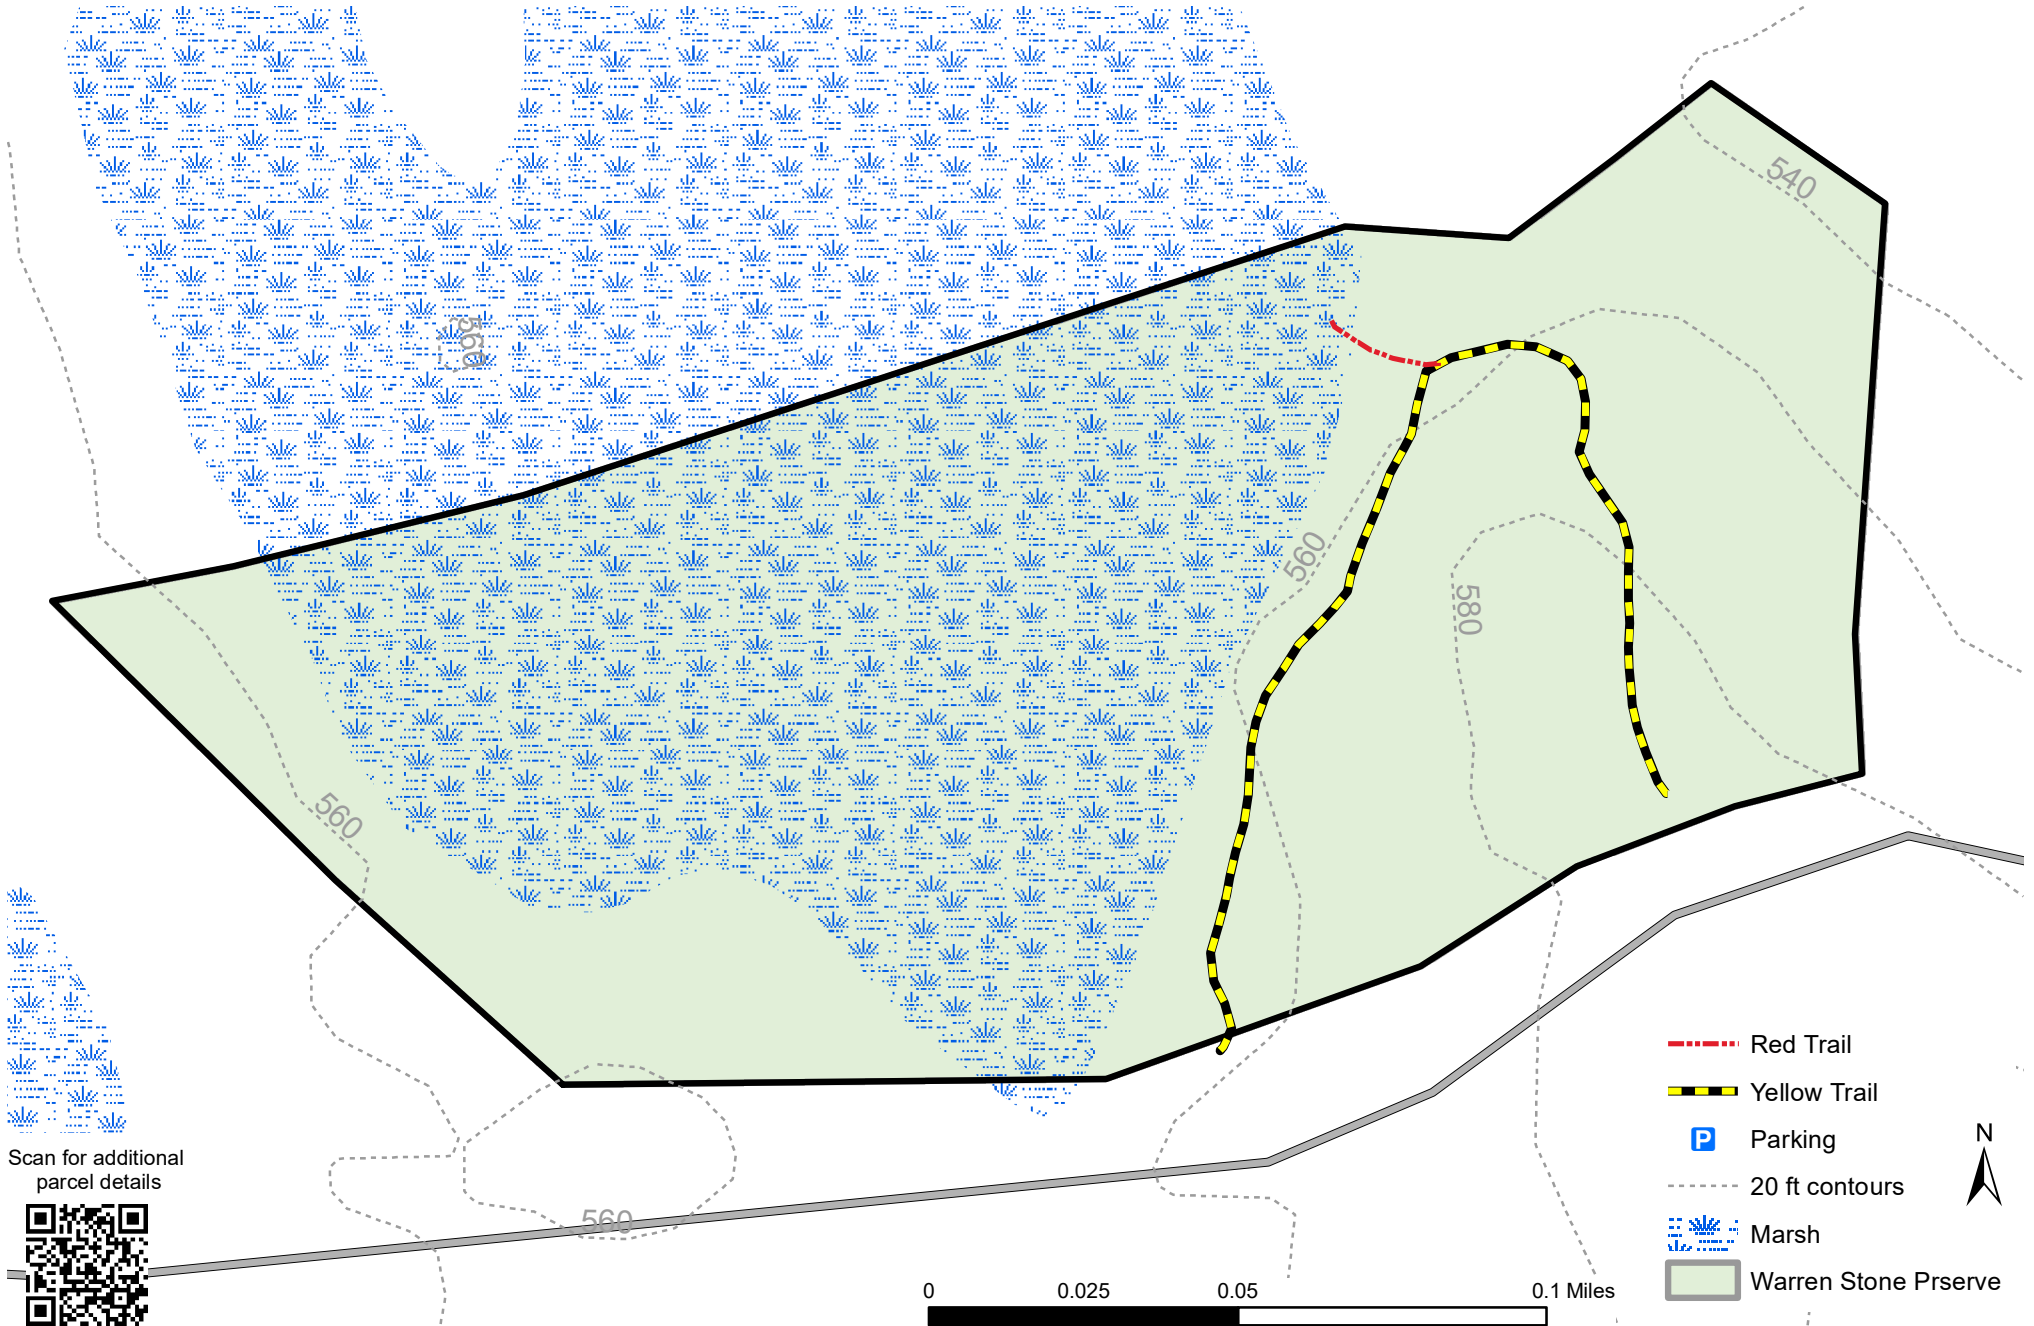 540
560
560
580
560
Scan for additional
parcel details
560
0 0.025 0.05 0.1 Miles
Red Trail
Yellow Trail
P Parking
20 ft contours
Marsh
Warren Stone Prserve
N